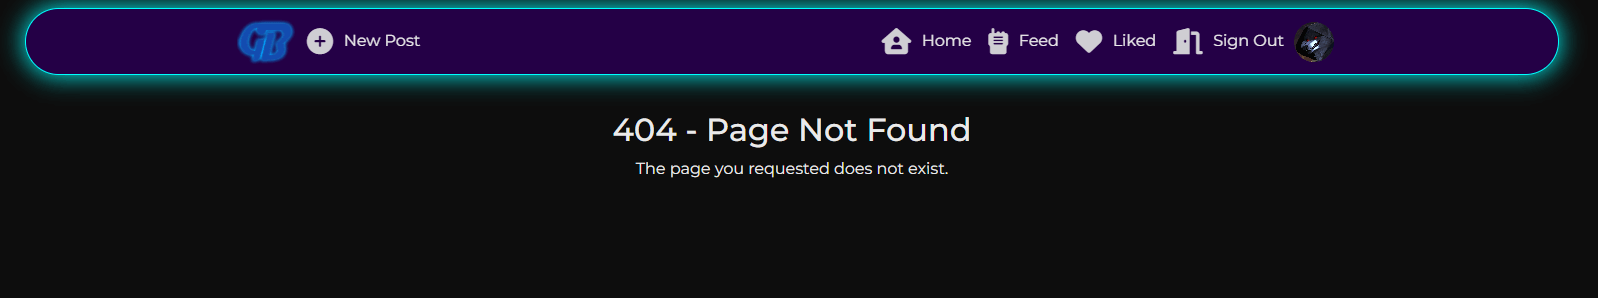 GB New Post Home Feed Liked Sign Out
404 - Page Not Found
The page you requested does not exist.